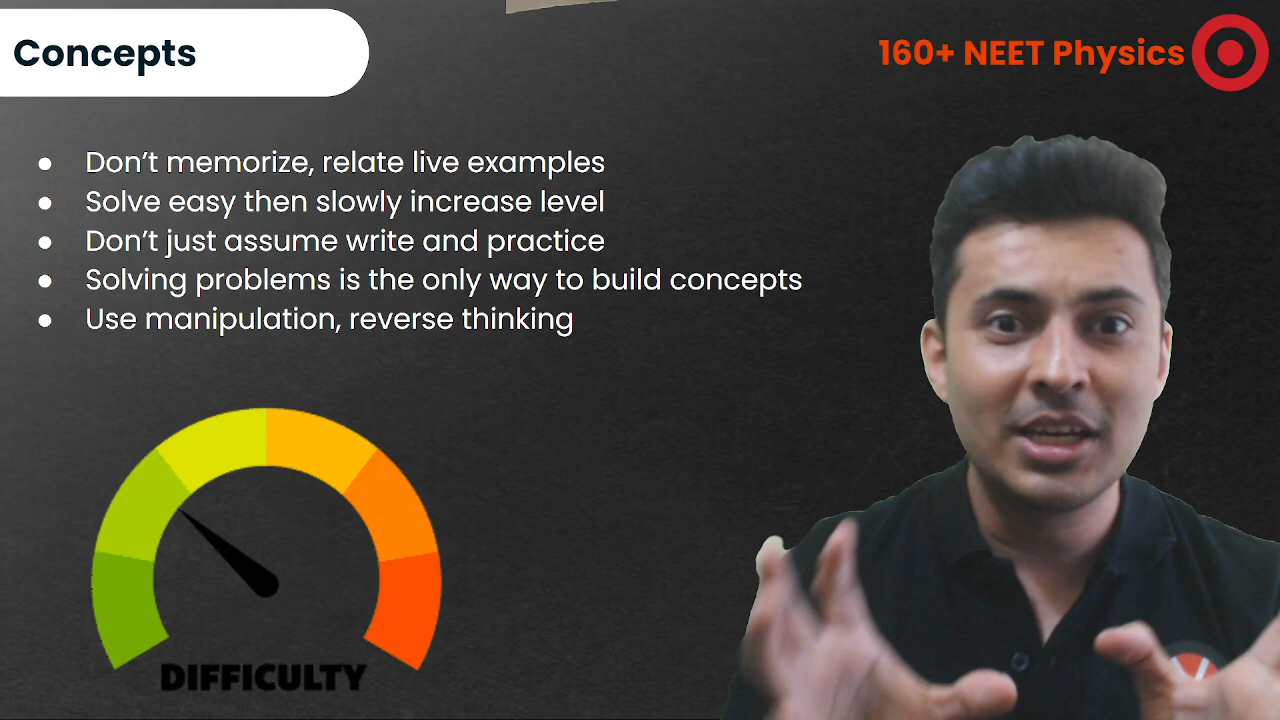 Concepts
160+ NEET Physics
● Don’t memorize, relate live examples
● Solve easy then slowly increase level
● Don’t just assume write and practice
● Solving problems is the only way to build concepts
● Use manipulation, reverse thinking
DIFFICULTY